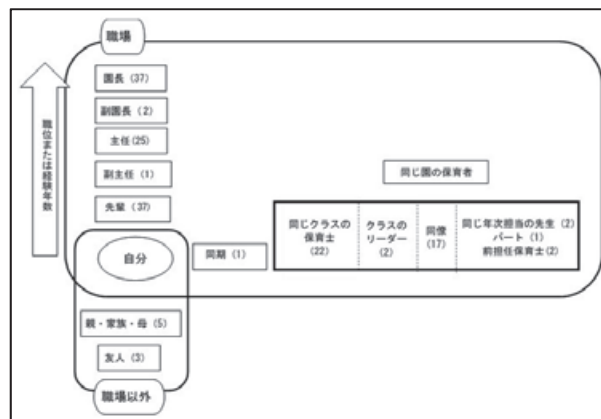 職場
園長（37）
副園長（2）
主任（25）
副主任（1）
先輩（37）
職位または経験年数
自分
同期（1）
同じ園の保育者
同じクラスの
保育士
（22）
クラスの
リーダー
（2）
同僚
（17）
同じ年次担当の先生（2）
パート（1）
前担任保育士（2）
親・家族・母（5）
友人（3）
職場以外